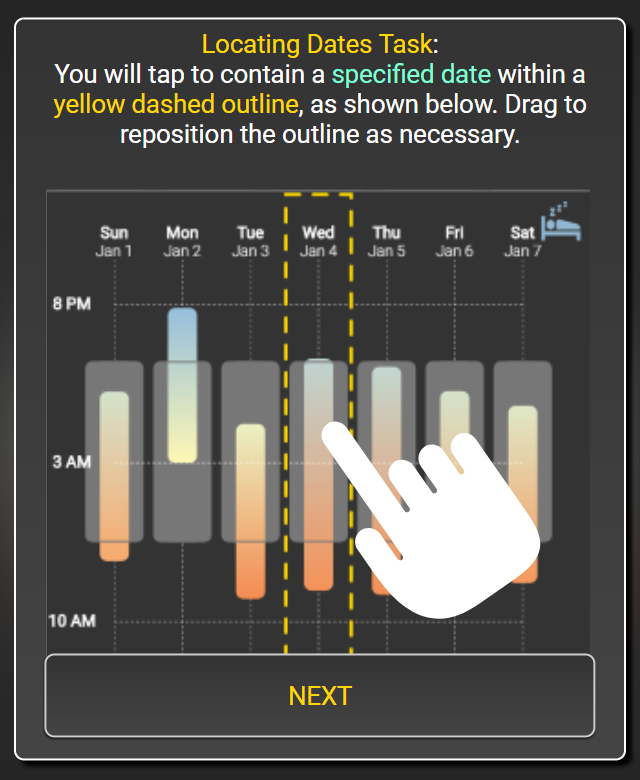 Locating Dates Task:
You will tap to contain a specified date within a
yellow dashed outline, as shown below. Drag to
reposition the outline as necessary.
z z z
Sun Mon Tue Wed Thu Fri Sat
Jan 1 Jan 2 Jan 3 Jan 4 Jan 5 Jan 6 Jan 7
8 PM
3 AM
10 AM
NEXT